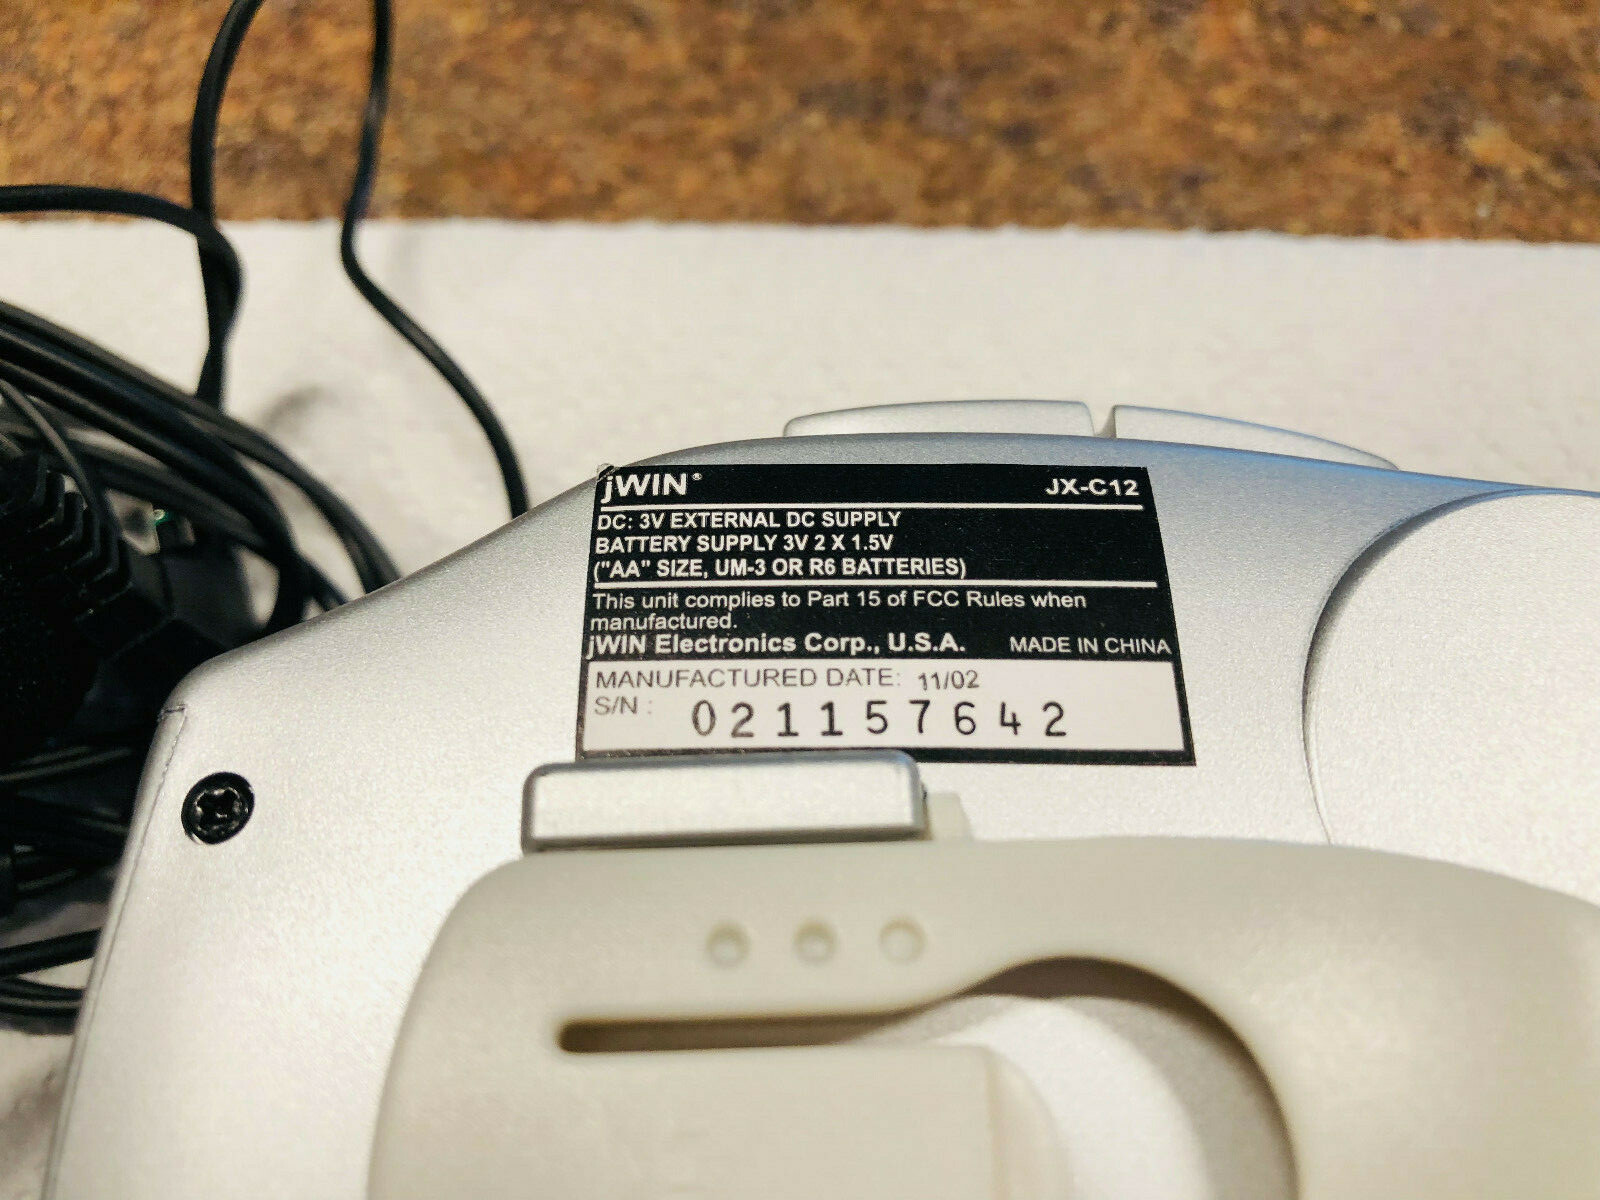 jWIN® JX-C12
DC: 3V EXTERNAL DC SUPPLY
BATTERY SUPPLY 3V 2 X 1.5V
("AA" SIZE, UM-3 OR R6 BATTERIES)
This unit complies to Part 15 of FCC Rules when
manufactured.
jWIN Electronics Corp., U.S.A. MADE IN CHINA
MANUFACTURED DATE: 11/02
S/N : 021157642